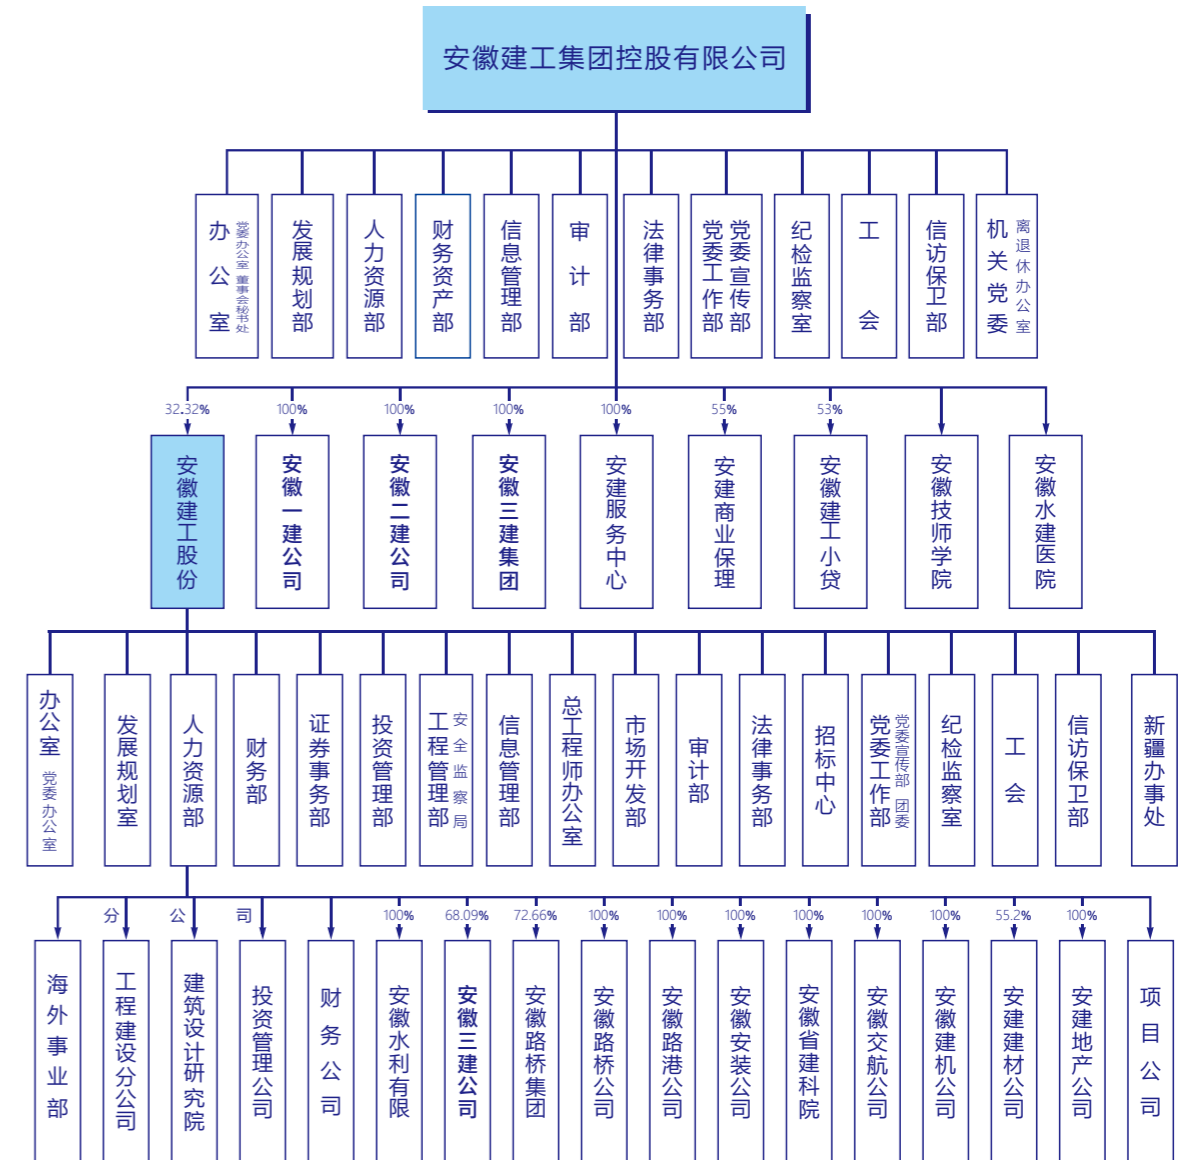 安徽建工集团控股有限公司
办公室
党委办公室 董事会秘书处
发展规划部
人力资源部
财务资产部
信息管理部
审计部
法律事务部
党委工作部
党委宣传部
纪检监察室
工会
信访保卫部
机关党委
离退休办公室
32.32%
100%
100%
100%
100%
55%
53%
安徽建工股份
安徽一建公司
安徽二建公司
安徽三建集团
安建服务中心
安建商业保理
安徽建工小贷
安徽技师学院
安徽水建医院
办公室
党委办公室
发展规划室
人力资源部
财务部
证券事务部
投资管理部
工程管理部
安全监察局
信息管理部
总工程师办公室
市场开发部
审计部
法律事务部
招标中心
党委工作部
党委宣传部 团委
纪检监察室
工会
信访保卫部
新疆办事处
分公司
100%
68.09%
72.66%
100%
100%
100%
100%
100%
100%
55.2%
100%
海外事业部
工程建设分公司
建筑设计研究院
投资管理公司
财务公司
安徽水利有限
安徽三建公司
安徽路桥集团
安徽路桥公司
安徽路港公司
安徽安装公司
安徽省建科院
安徽交航公司
安徽建机公司
安建建材公司
安建地产公司
项目公司